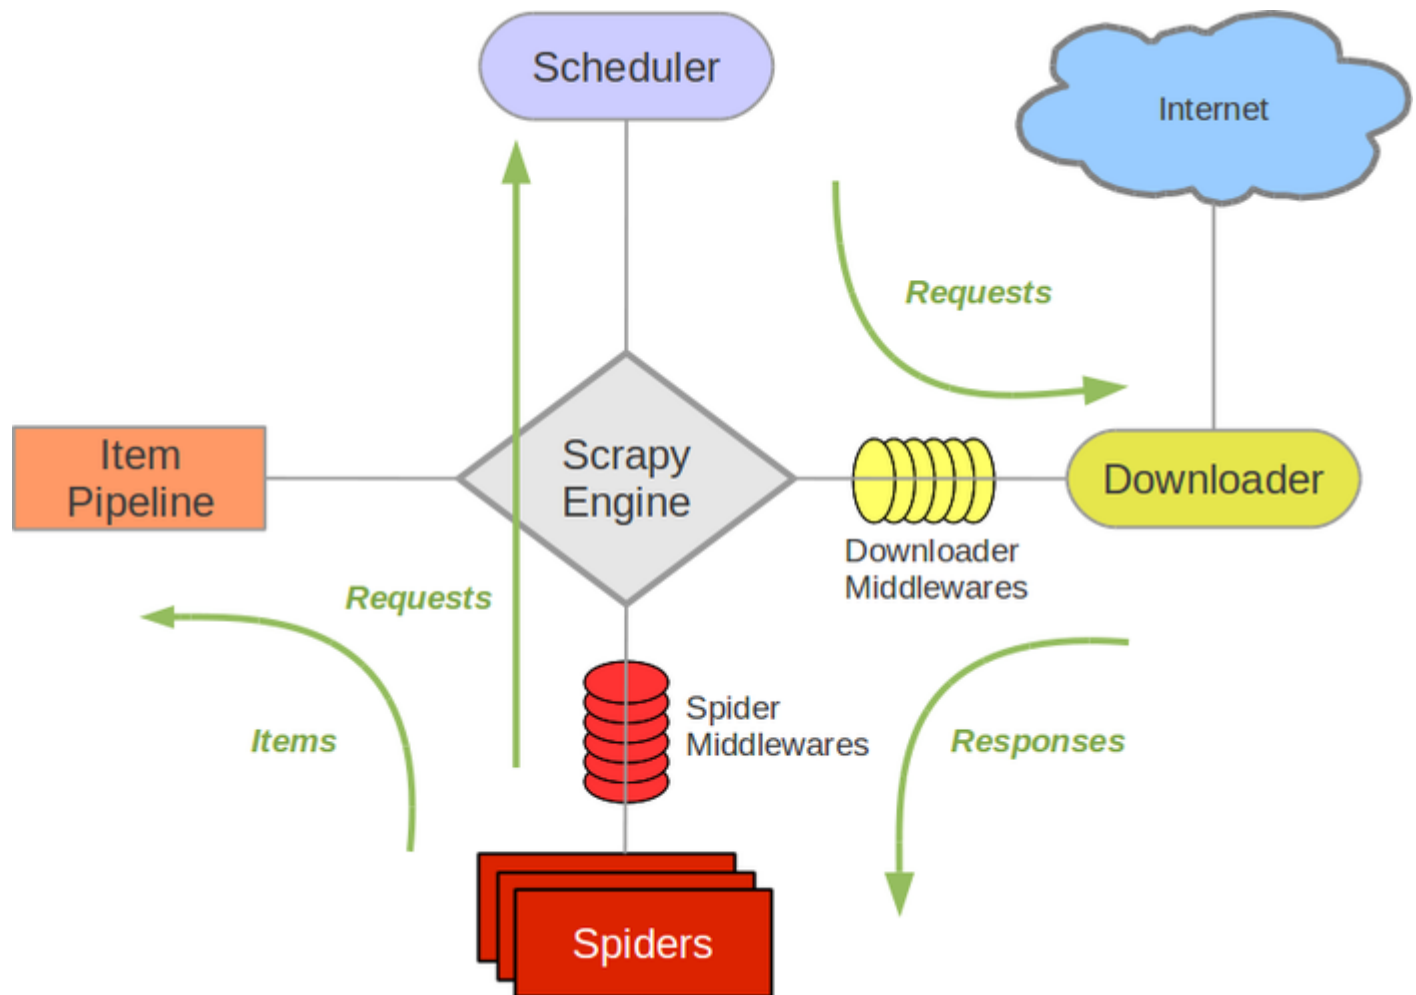 Scheduler
Internet
Requests
Item
Pipeline
Scrapy
Engine
Downloader
Downloader
Middlewares
Requests
Spider
Middlewares
Items
Responses
Spiders